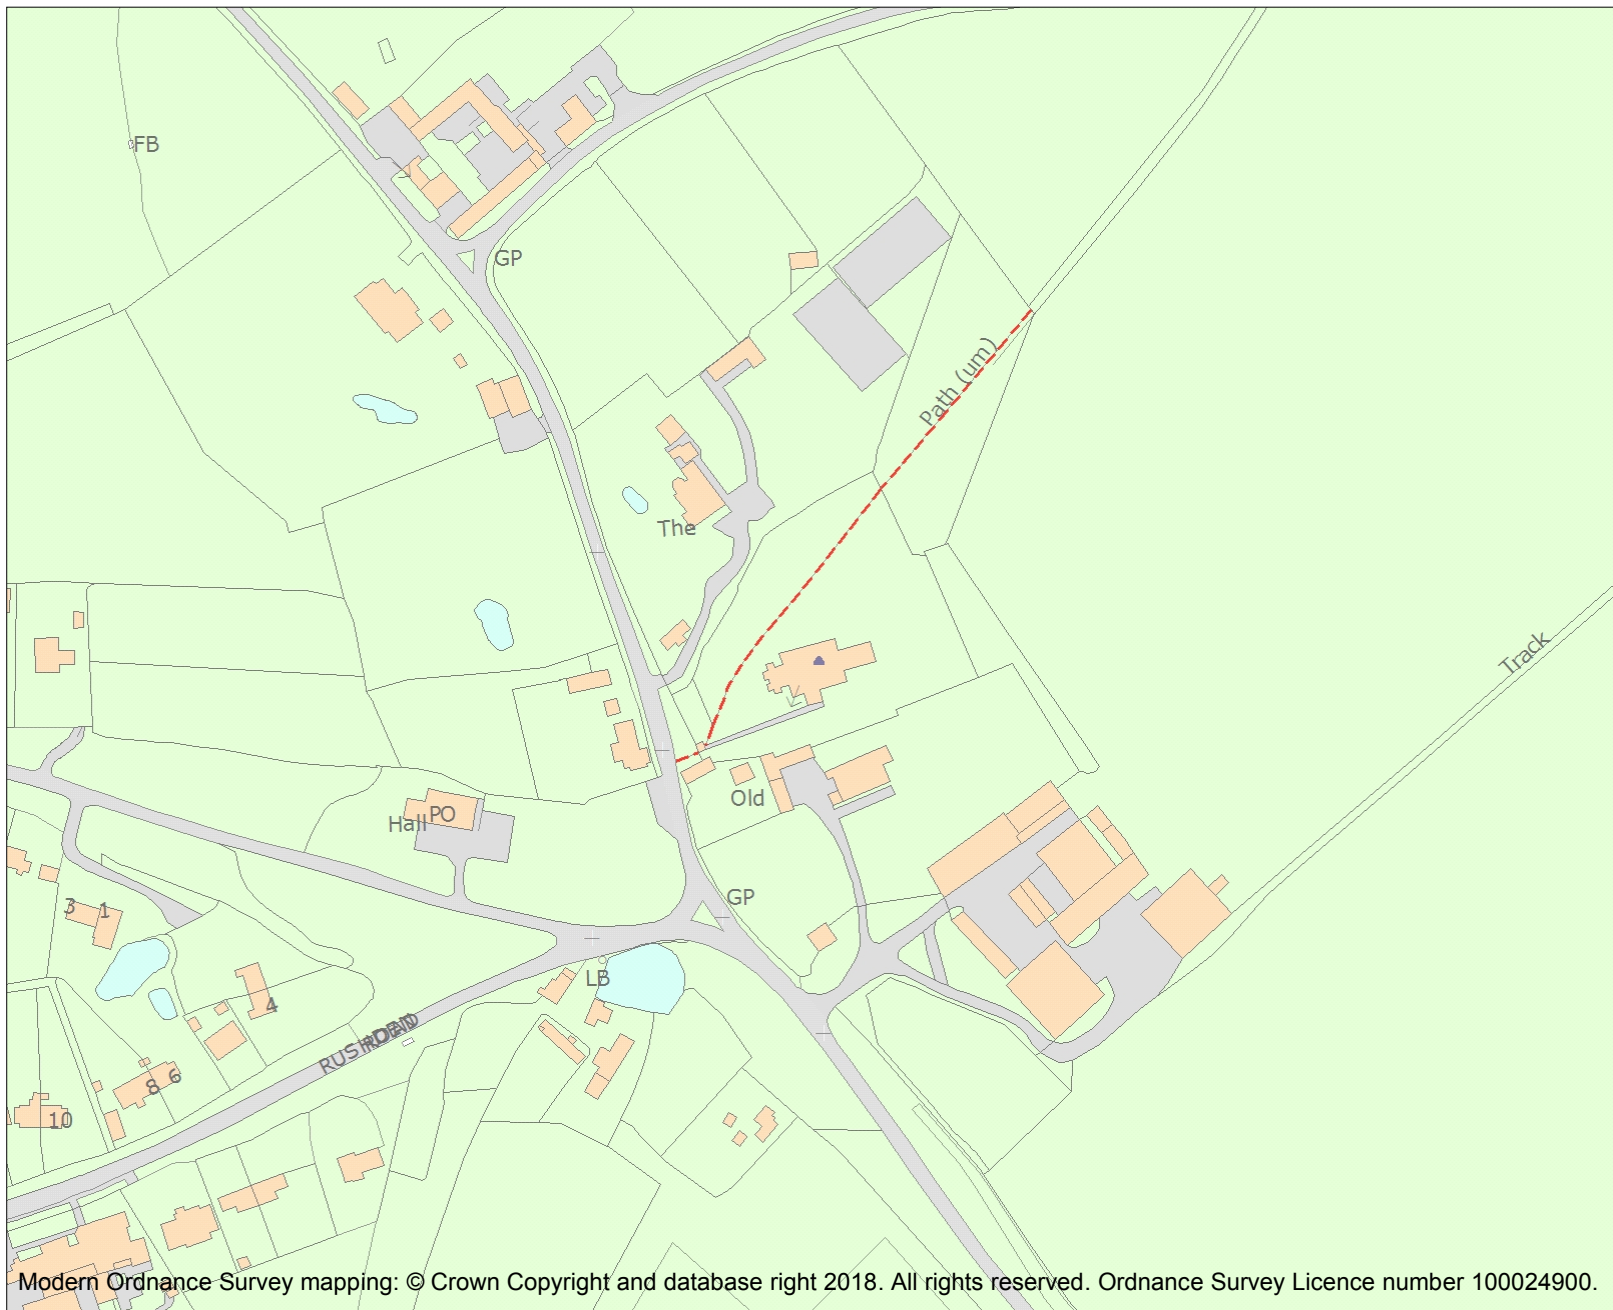 FB
GP
Path (um)
The
Track
Old
PO
Hall
GP
3
1
LB
4
8
6
10
Modern Ordnance Survey mapping: © Crown Copyright and database right 2018. All rights reserved. Ordnance Survey Licence number 100024900.